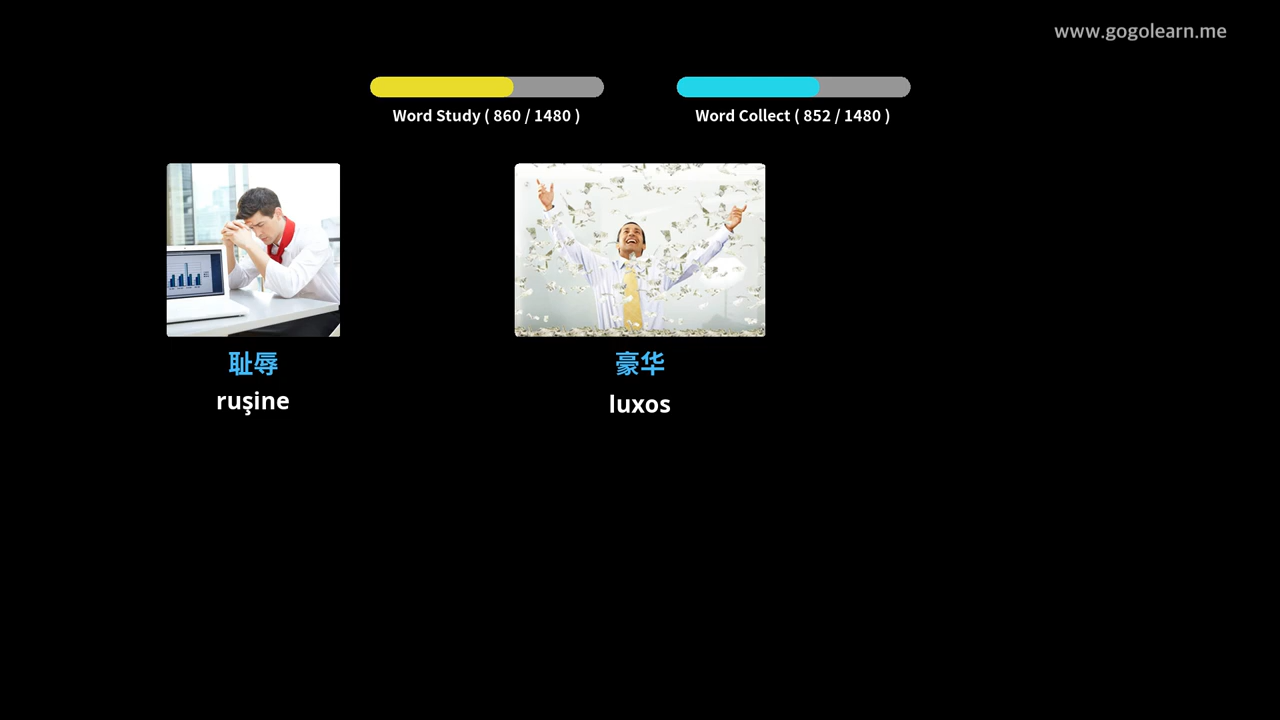 www.gogolearn.me
Word Study ( 860 / 1480 )
Word Collect ( 852 / 1480 )
耻辱
ruşine
豪华
luxos